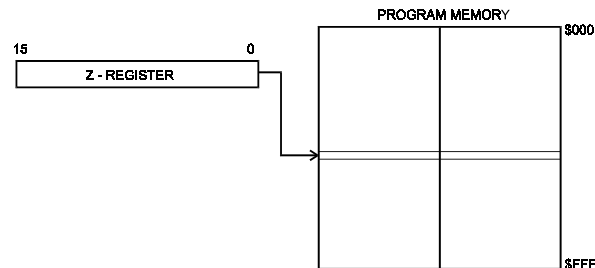 PROGRAM MEMORY
$000
15 0
Z - REGISTER
$FFF